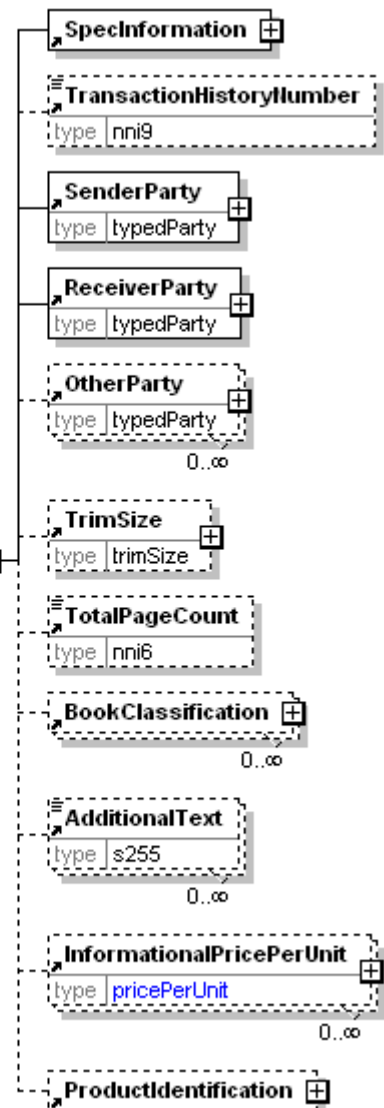 SpecInformation
TransactionHistoryNumber
type nni9
SenderParty
type typedParty
ReceiverParty
type typedParty
OtherParty
type typedParty
0..∞
TrimSize
type trimSize
TotalPageCount
type nni6
BookClassification
0..∞
AdditionalText
type s255
0..∞
InformationalPricePerUnit
type pricePerUnit
0..∞
ProductIdentification